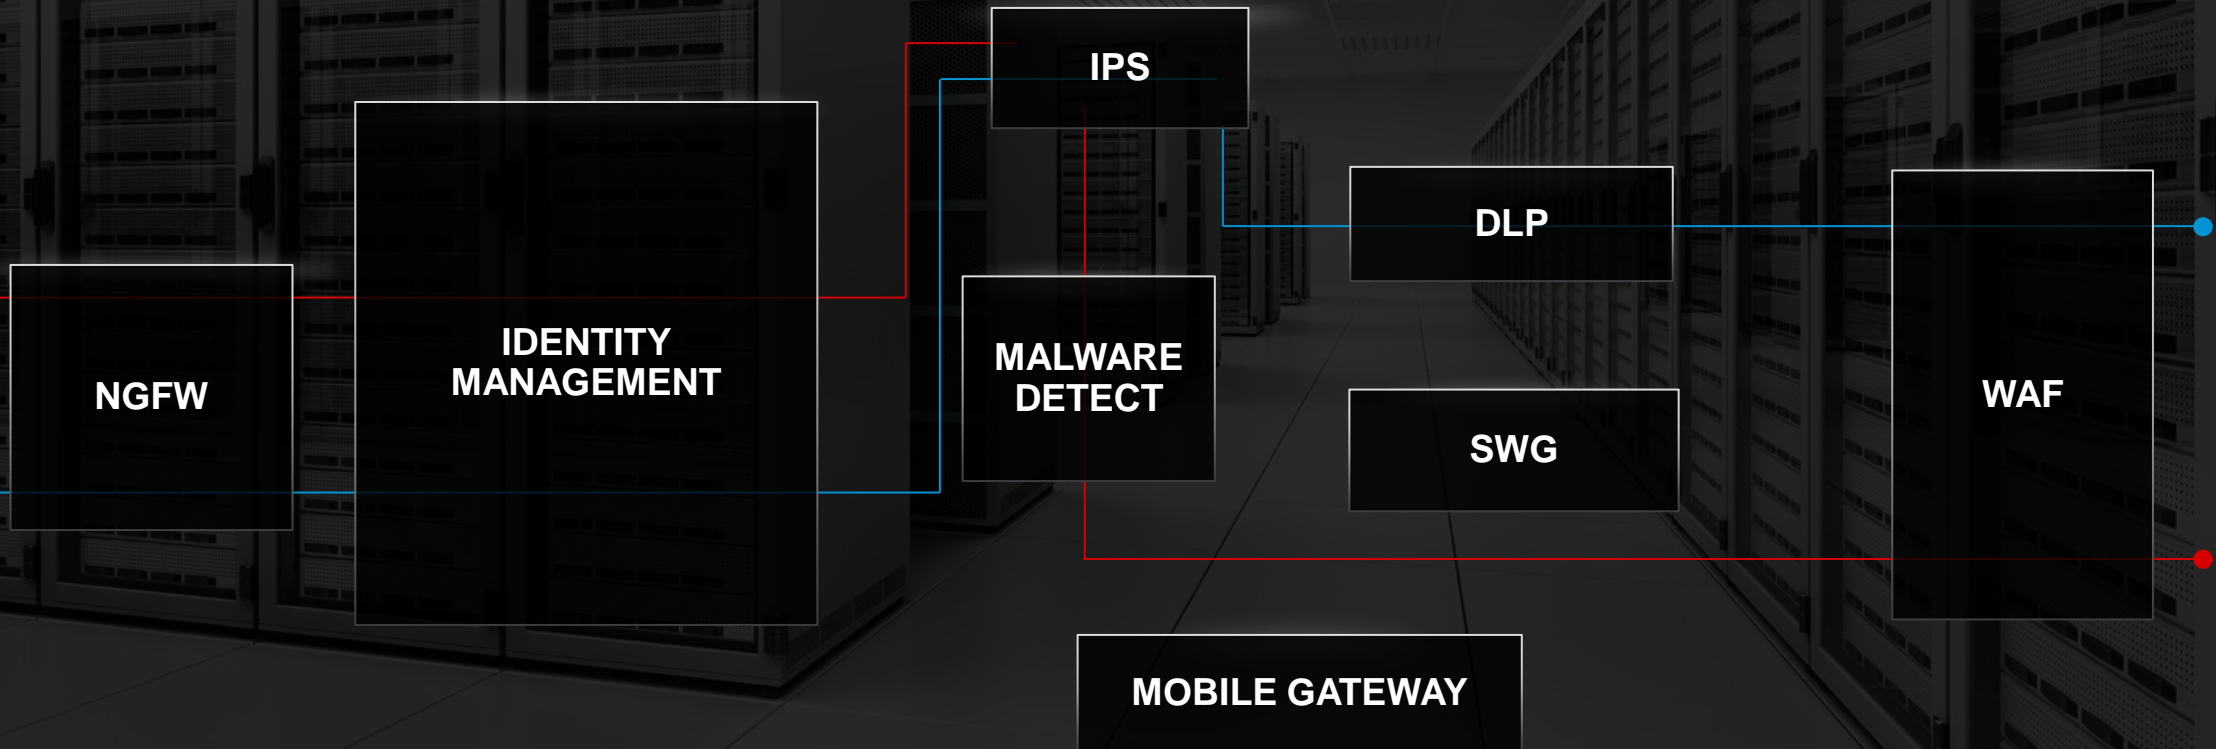 IPS
DLP
IDENTITY
MANAGEMENT
MALWARE
DETECT
NGFW
WAF
SWG
MOBILE GATEWAY